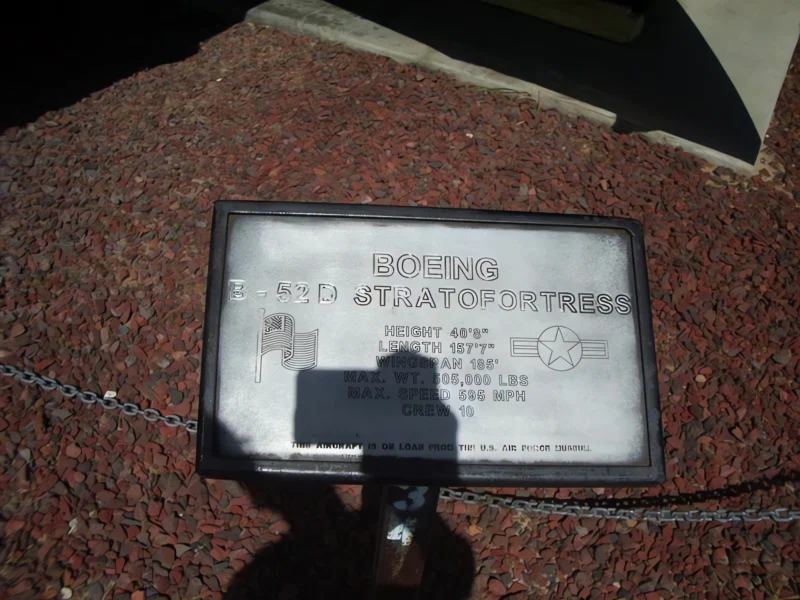 BOEING
B-52D STRATOFORTRESS
HEIGHT 40'8"
LENGTH 157'7"
WINGSPAN 185'
MAX. WT. 505,000 LBS
MAX. SPEED 595 MPH
CREW 10
THIS AIRCRAFT IS ON LOAN FROM THE U.S. AIR FORCE MUSEUM.